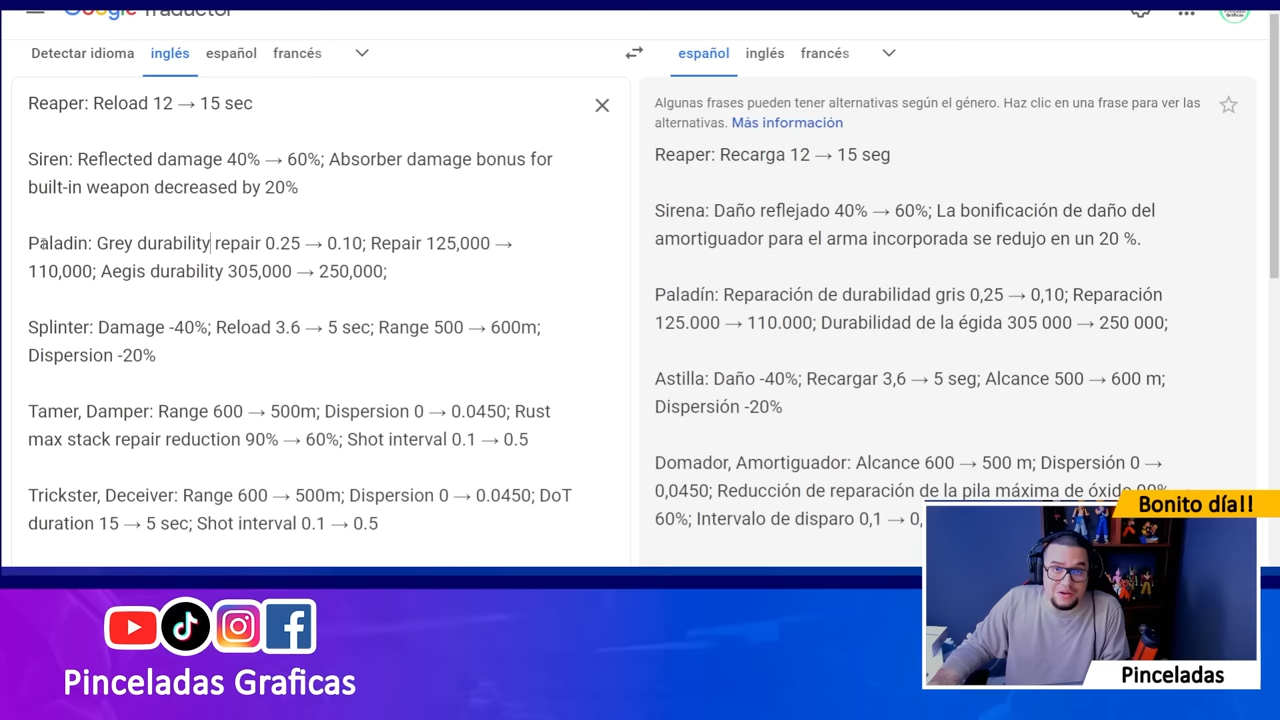 Google Traductor
Detectar idioma inglés español francés
español inglés francés
Reaper: Reload 12 → 15 sec
Siren: Reflected damage 40% → 60%; Absorber damage bonus for
built-in weapon decreased by 20%
Paladin: Grey durability repair 0.25 → 0.10; Repair 125,000 →
110,000; Aegis durability 305,000 → 250,000;
Splinter: Damage -40%; Reload 3.6 → 5 sec; Range 500 → 600m;
Dispersion -20%
Tamer, Damper: Range 600 → 500m; Dispersion 0 → 0.0450; Rust
max stack repair reduction 90% → 60%; Shot interval 0.1 → 0.5
Trickster, Deceiver: Range 600 → 500m; Dispersion 0 → 0.0450; DoT
duration 15 → 5 sec; Shot interval 0.1 → 0.5
Algunas frases pueden tener alternativas según el género. Haz clic en una frase para ver las
alternativas. Más información
Reaper: Recarga 12 → 15 seg
Sirena: Daño reflejado 40% → 60%; La bonificación de daño del
amortiguador para el arma incorporada se redujo en un 20 %.
Paladín: Reparación de durabilidad gris 0,25 → 0,10; Reparación
125.000 → 110.000; Durabilidad de la égida 305 000 → 250 000;
Astilla: Daño -40%; Recargar 3,6 → 5 seg; Alcance 500 → 600 m;
Dispersión -20%
Domador, Amortiguador: Alcance 600 → 500 m; Dispersión 0 →
0,0450; Reducción de reparación de la pila máxima de óxido 90%
60%; Intervalo de disparo 0,1 → 0,
Bonito día!!
Pinceladas
Pinceladas Graficas